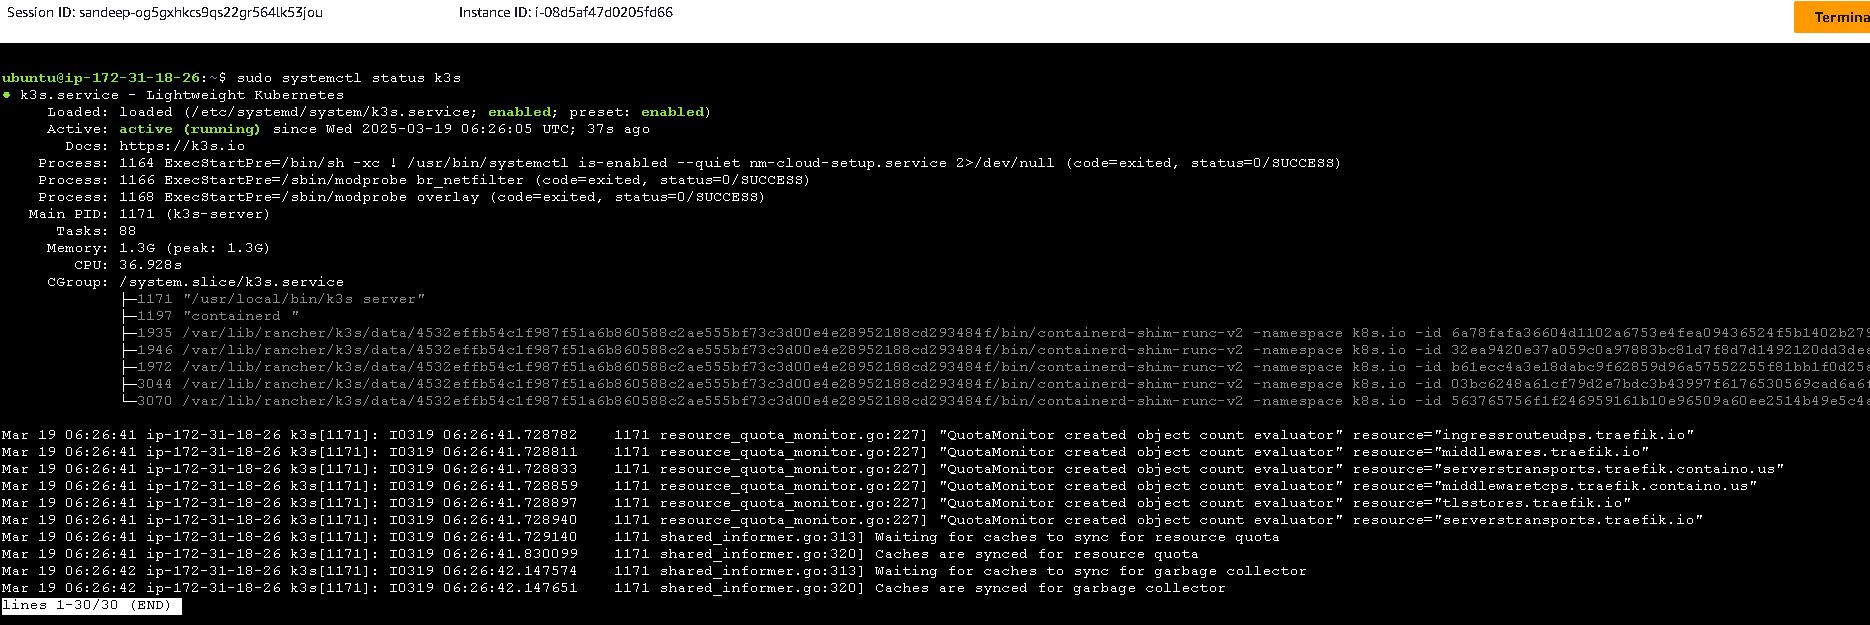 Session ID: sandeep-og5gxhkcs9qs22gr564lk53jou Instance ID: i-08d5af47d0205fd66 Termina
ubuntu@ip-172-31-18-26:~$ sudo systemctl status k3s
● k3s.service - Lightweight Kubernetes
Loaded: loaded (/etc/systemd/system/k3s.service; enabled; preset: enabled)
Active: active (running) since Wed 2025-03-19 06:26:05 UTC; 37s ago
Docs: https://k3s.io
Process: 1164 ExecStartPre=/bin/sh -xc ! /usr/bin/systemctl is-enabled --quiet nm-cloud-setup.service 2>/dev/null (code=exited, status=0/SUCCESS)
Process: 1166 ExecStartPre=/sbin/modprobe br_netfilter (code=exited, status=0/SUCCESS)
Process: 1168 ExecStartPre=/sbin/modprobe overlay (code=exited, status=0/SUCCESS)
Main PID: 1171 (k3s-server)
Tasks: 88
Memory: 1.3G (peak: 1.3G)
CPU: 36.928s
CGroup: /system.slice/k3s.service
├─1171 "/usr/local/bin/k3s server"
├─1197 "containerd "
├─1935 /var/lib/rancher/k3s/data/4532effb54c1f987f51a6b860588c2ae555bf73c3d00e4e28952188cd293484f/bin/containerd-shim-runc-v2 -namespace k8s.io -id 6a78fafa36604d1102a6753e4fea09436524f5b1402b279
├─1946 /var/lib/rancher/k3s/data/4532effb54c1f987f51a6b860588c2ae555bf73c3d00e4e28952188cd293484f/bin/containerd-shim-runc-v2 -namespace k8s.io -id 32ea9420e37a059c0a97883bc81d7f8d7d1492120dd3dea
├─1972 /var/lib/rancher/k3s/data/4532effb54c1f987f51a6b860588c2ae555bf73c3d00e4e28952188cd293484f/bin/containerd-shim-runc-v2 -namespace k8s.io -id b61ecc4a3e18dabc9f62859d96a57552255f81bb1f0d25a
├─3044 /var/lib/rancher/k3s/data/4532effb54c1f987f51a6b860588c2ae555bf73c3d00e4e28952188cd293484f/bin/containerd-shim-runc-v2 -namespace k8s.io -id 03bc6248a61cf79d2e7bdc3b43997f6176530569cad6a6f
└─3070 /var/lib/rancher/k3s/data/4532effb54c1f987f51a6b860588c2ae555bf73c3d00e4e28952188cd293484f/bin/containerd-shim-runc-v2 -namespace k8s.io -id 563765756f1f246959161b10e96509a60ee2514b49e5c4a
Mar 19 06:26:41 ip-172-31-18-26 k3s[1171]: I0319 06:26:41.728782 1171 resource_quota_monitor.go:227] "QuotaMonitor created object count evaluator" resource="ingressrouteudps.traefik.io"
Mar 19 06:26:41 ip-172-31-18-26 k3s[1171]: I0319 06:26:41.728811 1171 resource_quota_monitor.go:227] "QuotaMonitor created object count evaluator" resource="middlewares.traefik.io"
Mar 19 06:26:41 ip-172-31-18-26 k3s[1171]: I0319 06:26:41.728833 1171 resource_quota_monitor.go:227] "QuotaMonitor created object count evaluator" resource="serverstransports.traefik.containo.us"
Mar 19 06:26:41 ip-172-31-18-26 k3s[1171]: I0319 06:26:41.728859 1171 resource_quota_monitor.go:227] "QuotaMonitor created object count evaluator" resource="middlewaretcps.traefik.containo.us"
Mar 19 06:26:41 ip-172-31-18-26 k3s[1171]: I0319 06:26:41.728897 1171 resource_quota_monitor.go:227] "QuotaMonitor created object count evaluator" resource="tlsstores.traefik.io"
Mar 19 06:26:41 ip-172-31-18-26 k3s[1171]: I0319 06:26:41.728940 1171 resource_quota_monitor.go:227] "QuotaMonitor created object count evaluator" resource="serverstransports.traefik.io"
Mar 19 06:26:41 ip-172-31-18-26 k3s[1171]: I0319 06:26:41.729140 1171 shared_informer.go:313] Waiting for caches to sync for resource quota
Mar 19 06:26:41 ip-172-31-18-26 k3s[1171]: I0319 06:26:41.830099 1171 shared_informer.go:320] Caches are synced for resource quota
Mar 19 06:26:42 ip-172-31-18-26 k3s[1171]: I0319 06:26:42.147574 1171 shared_informer.go:313] Waiting for caches to sync for garbage collector
Mar 19 06:26:42 ip-172-31-18-26 k3s[1171]: I0319 06:26:42.147651 1171 shared_informer.go:320] Caches are synced for garbage collector
lines 1-30/30 (END)